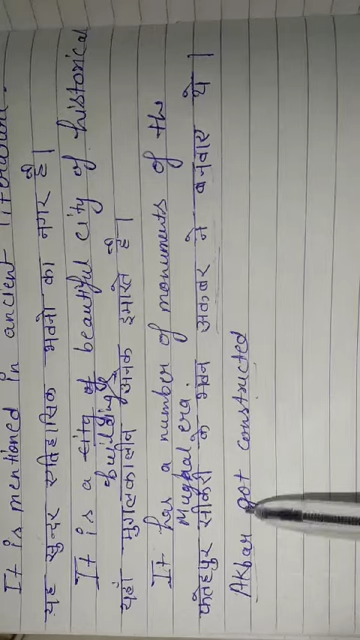 It is mentioned in ancient literature.
यह सुन्दर एतिहासिक भवनो का नगर है।
It is a city of beautiful city of historical
buildings
यहां मुगलकालीन अनक इमारते है।
It has a number of monuments of the
Mughal era.
फतेहपुर सीकरी के भवन अकबर ने बनवाए थे।
Akbar got constructed